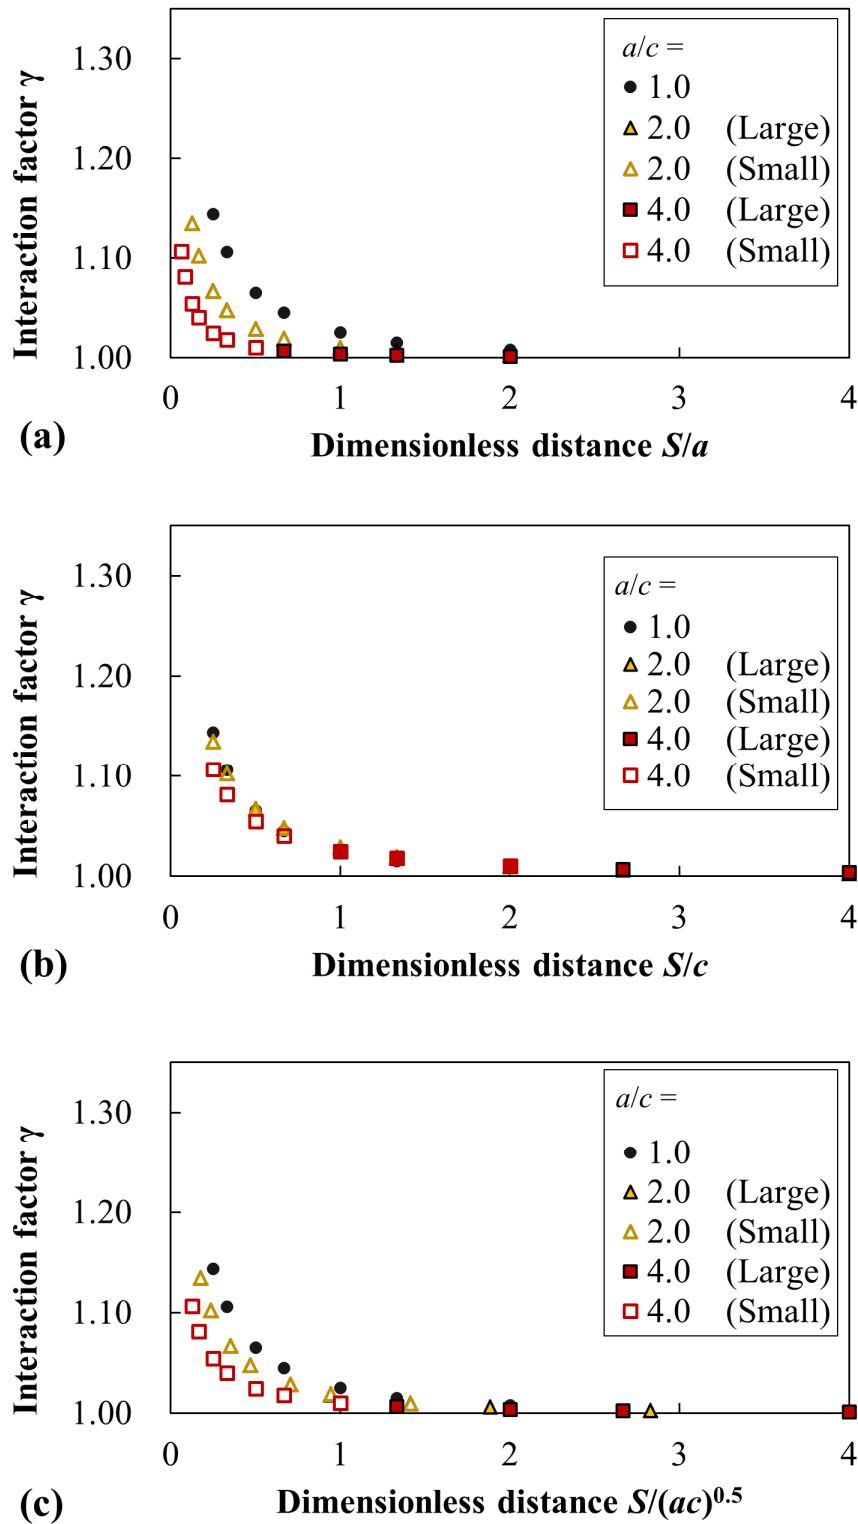 Interaction factor γ
1.30
1.20
1.10
1.00
0 1 2 3 4
a/c =
1.0
2.0 (Large)
2.0 (Small)
4.0 (Large)
4.0 (Small)
(a)
Dimensionless distance S/a
Interaction factor γ
1.30
1.20
1.10
1.00
0 1 2 3 4
a/c =
1.0
2.0 (Large)
2.0 (Small)
4.0 (Large)
4.0 (Small)
(b)
Dimensionless distance S/c
Interaction factor γ
1.30
1.20
1.10
1.00
0 1 2 3 4
a/c =
1.0
2.0 (Large)
2.0 (Small)
4.0 (Large)
4.0 (Small)
(c)
Dimensionless distance S/(ac)^0.5